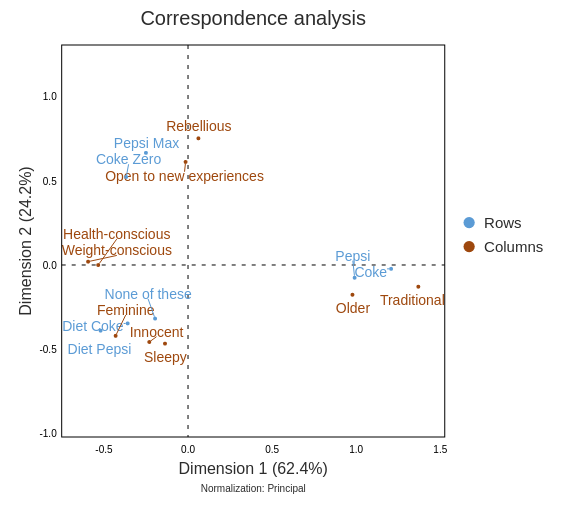 Correspondence analysis
Dimension 2 (24.2%)
1.0
0.5
0.0
-0.5
-1.0
Rebellious
Pepsi Max
Coke Zero
Open to new experiences
Health-conscious
Weight-conscious
Pepsi
Coke
Traditional
Older
None of these
Feminine
Diet Coke
Innocent
Diet Pepsi
Sleepy
Rows
Columns
-0.5
0.0
0.5
1.0
1.5
Dimension 1 (62.4%)
Normalization: Principal